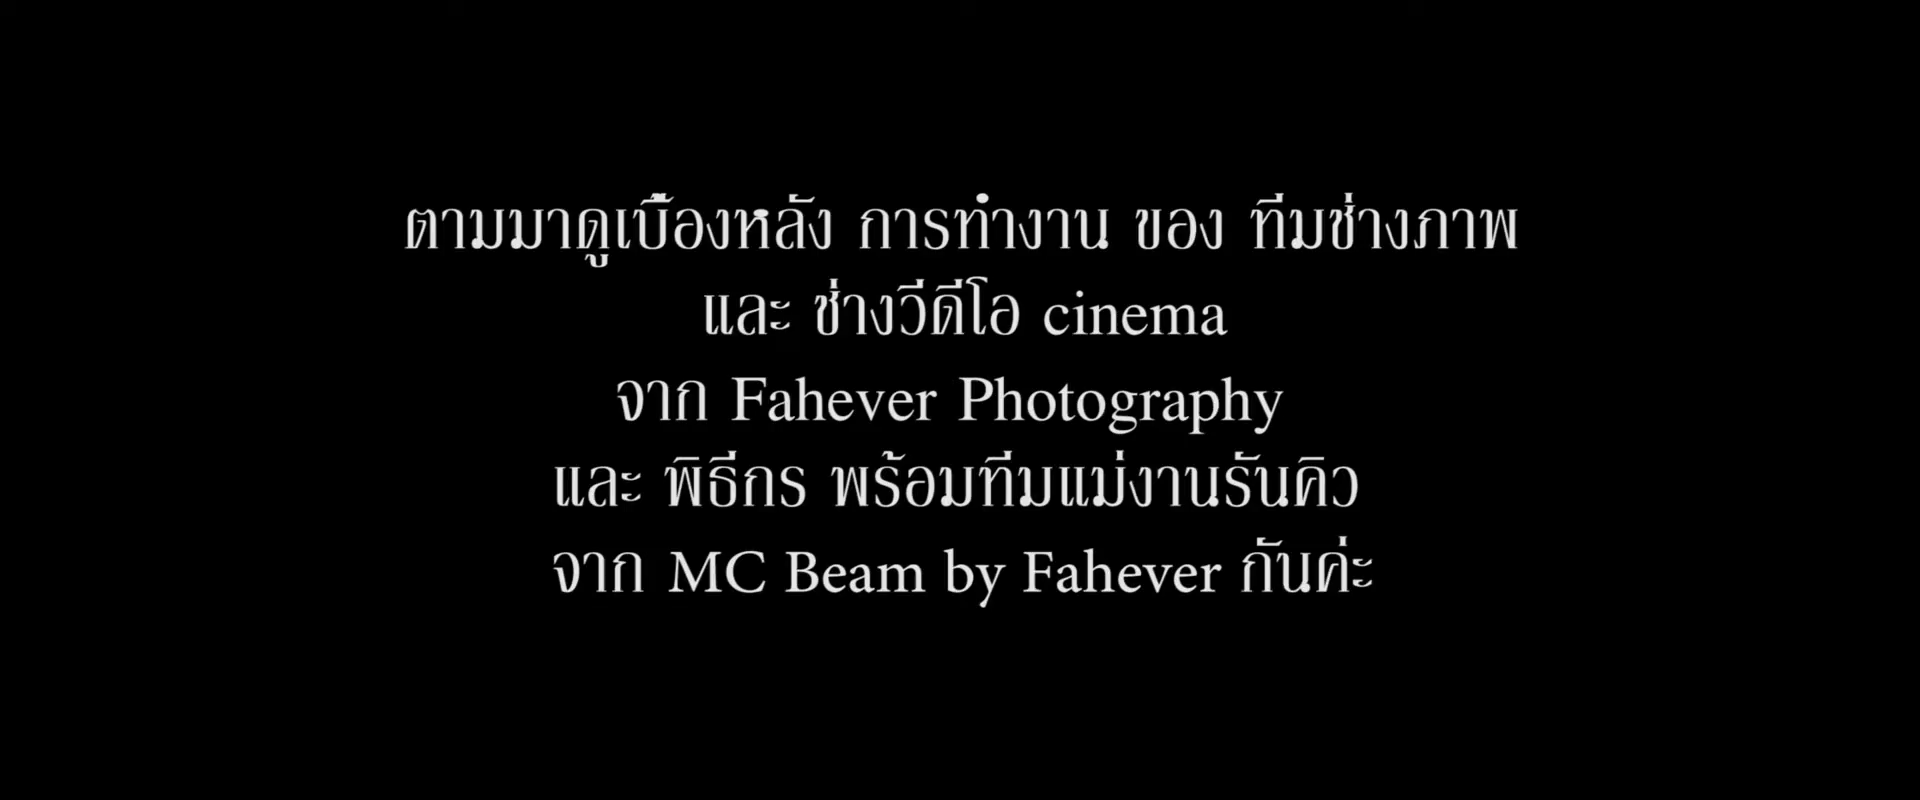 ตามมาดูเบื้องหลัง การทำงาน ของ ทีมช่างภาพ
และ ช่างวีดีโอ cinema
จาก Fahever Photography
และ พิธีกร พร้อมทีมแม่งานรันคิว
จาก MC Beam by Fahever กันค่ะ